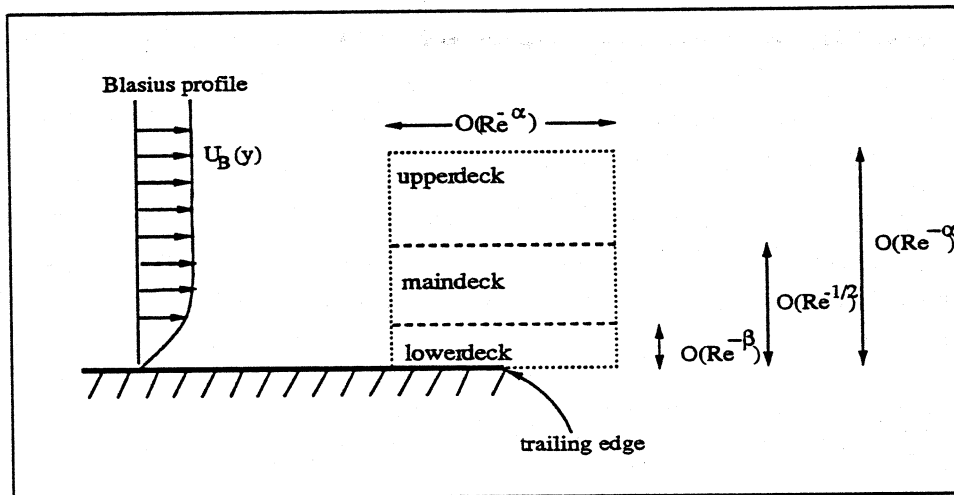 Blasius profile
U_B(y)
O(Re^-α)
upperdeck
maindeck
lowerdeck
O(Re^-β)
O(Re^-1/2)
O(Re^-α)
trailing edge